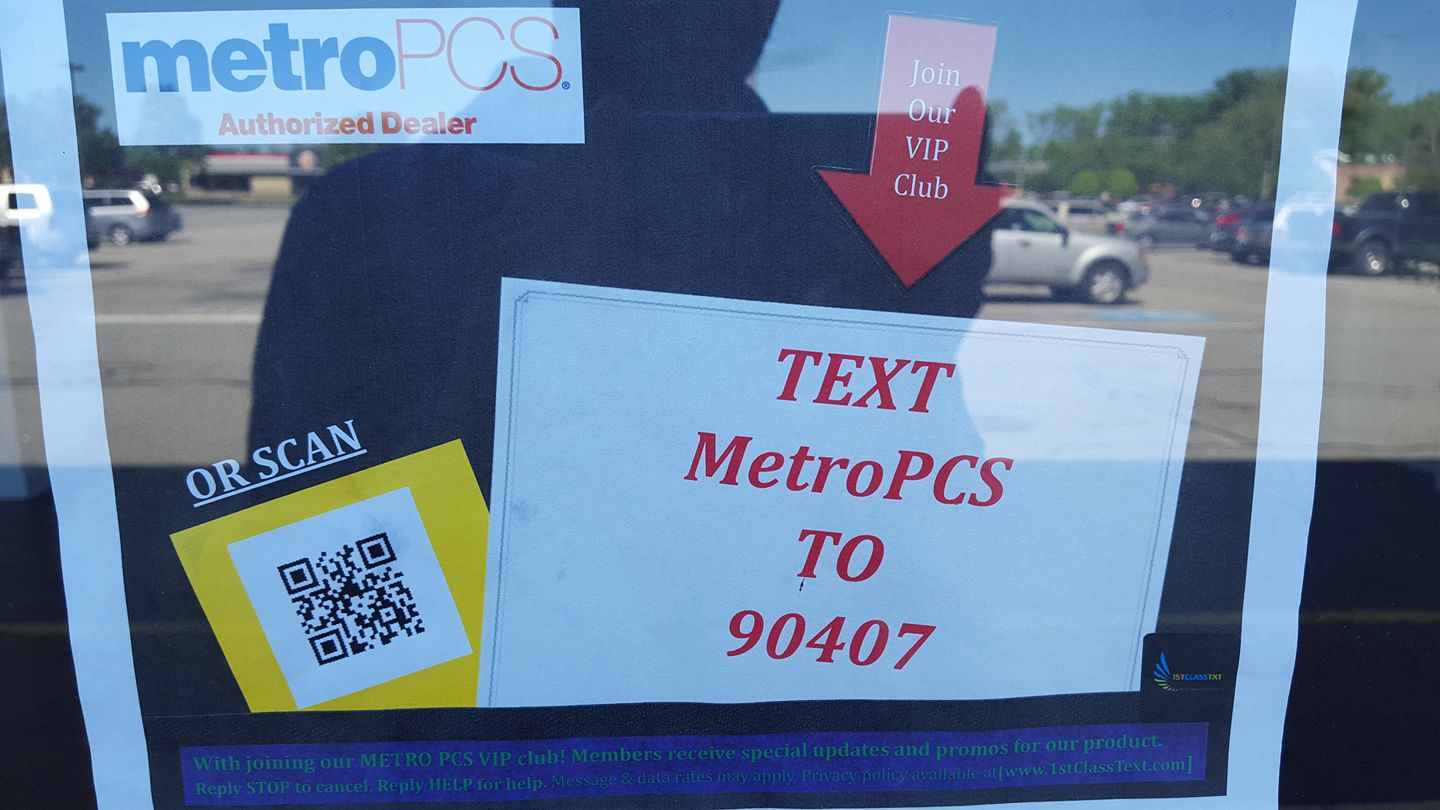 metroPCS.®
Authorized Dealer
Join
Our
VIP
Club
TEXT
MetroPCS
TO
90407
OR SCAN
1STCLASSTXT
With joining our METRO PCS VIP club! Members receive special updates and promos for our product.
Reply STOP to cancel. Reply HELP for help. Message & data rates may apply. Privacy policy available at[www.1stClassText.com]